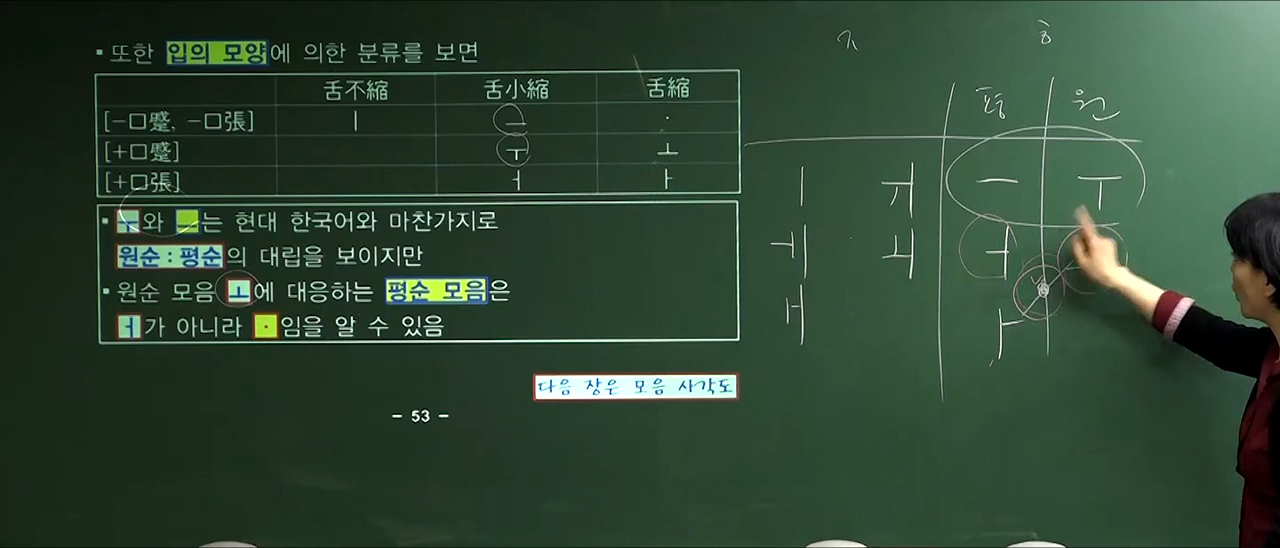 ▪ 또한 입의 모양에 의한 분류를 보면
舌不縮 舌小縮 舌縮
[-口蹙, -口張] ㅣ ㅡ ·
[+口蹙] ㅜ ㅗ
[+口張] ㅓ ㅏ
▪ ㅜ와 ㅡ는 현대 한국어와 마찬가지로
원순 : 평순의 대립을 보이지만
▪ 원순 모음 ㅗ에 대응하는 평순 모음은
ㅓ가 아니라 ·임을 알 수 있음
다음 장은 모음 사각도
- 53 -
ㅈ ㅎ
평 원
ㅣ ㅟ ㅡ ㅜ
ㅔ ㅚ ㅓ
ㅐ ㅏ